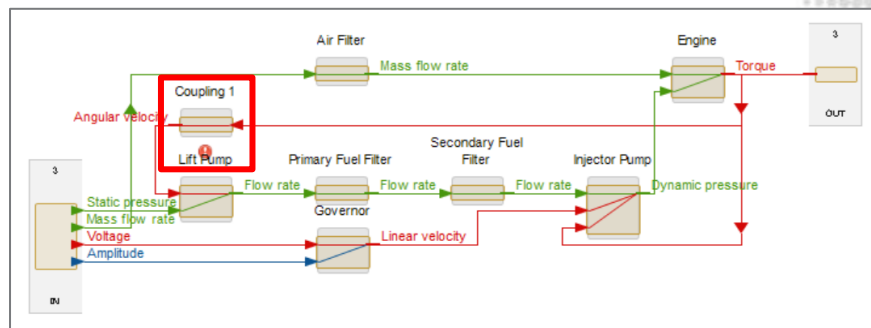 Air Filter
Engine
3
Mass flow rate
Torque
Coupling 1
OUT
Angular velocity
Lift Pump
Primary Fuel Filter
Secondary Fuel
Filter
Injector Pump
3
Flow rate
Flow rate
Flow rate
Dynamic pressure
Static pressure
Mass flow rate
Governor
Voltage
Linear velocity
Amplitude
IN